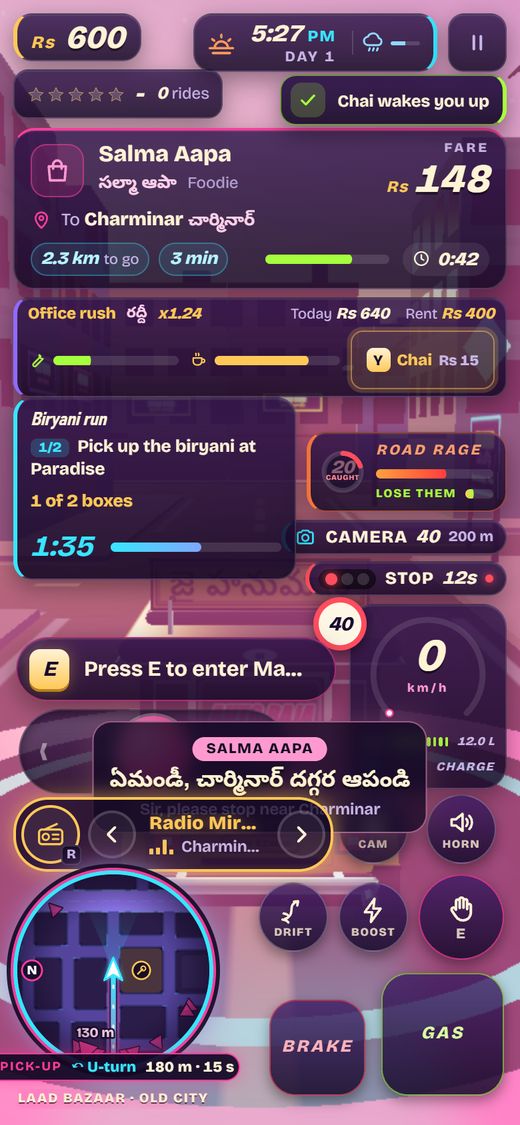 Rs 600
5:27 PM
DAY 1
- 0 rides
Chai wakes you up
Salma Aapa
సల్మా ఆపా Foodie
FARE
Rs 148
To Charminar చార్మినార్
2.3 km to go
3 min
0:42
Office rush రద్దీ x1.24
Today Rs 640 Rent Rs 400
Y Chai Rs 15
Biryani run
1/2 Pick up the biryani at
Paradise
1 of 2 boxes
1:35
20
CAUGHT
ROAD RAGE
LOSE THEM
CAMERA 40 200 m
STOP 12s
40
0
km/h
12.0 L
CHARGE
E Press E to enter Ma...
SALMA AAPA
ఏమండీ, చార్మినార్ దగ్గర ఆపండి
Sir, please stop near Charminar
Radio Mir...
Charmin...
R
CAM
HORN
DRIFT
BOOST
E
N
130 m
BRAKE
GAS
PICK-UP U-turn 180 m · 15 s
LAAD BAZAAR · OLD CITY